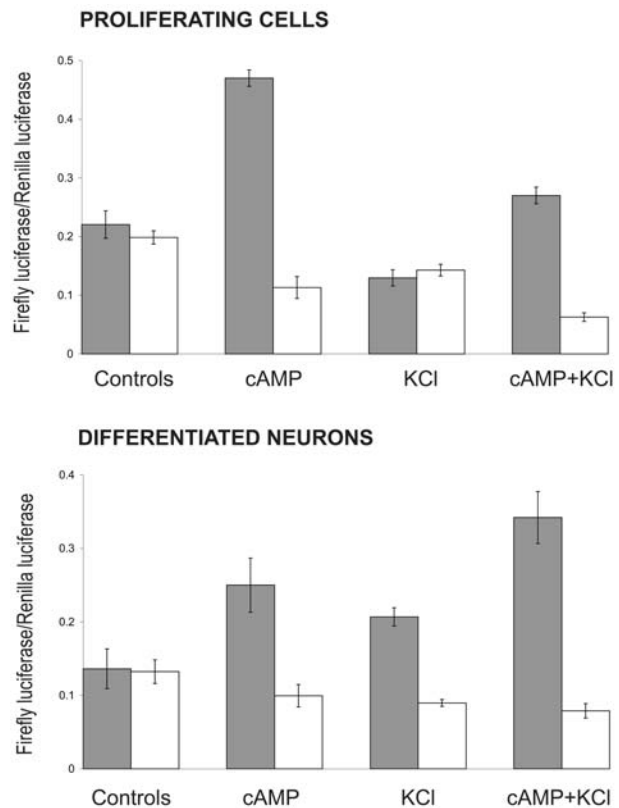 PROLIFERATING CELLS
Firefly luciferase/Renilla luciferase
0.5
0.4
0.3
0.2
0.1
0
Controls cAMP KCl cAMP+KCl
DIFFERENTIATED NEURONS
Firefly luciferase/Renilla luciferase
0.4
0.3
0.2
0.1
0
Controls cAMP KCl cAMP+KCl